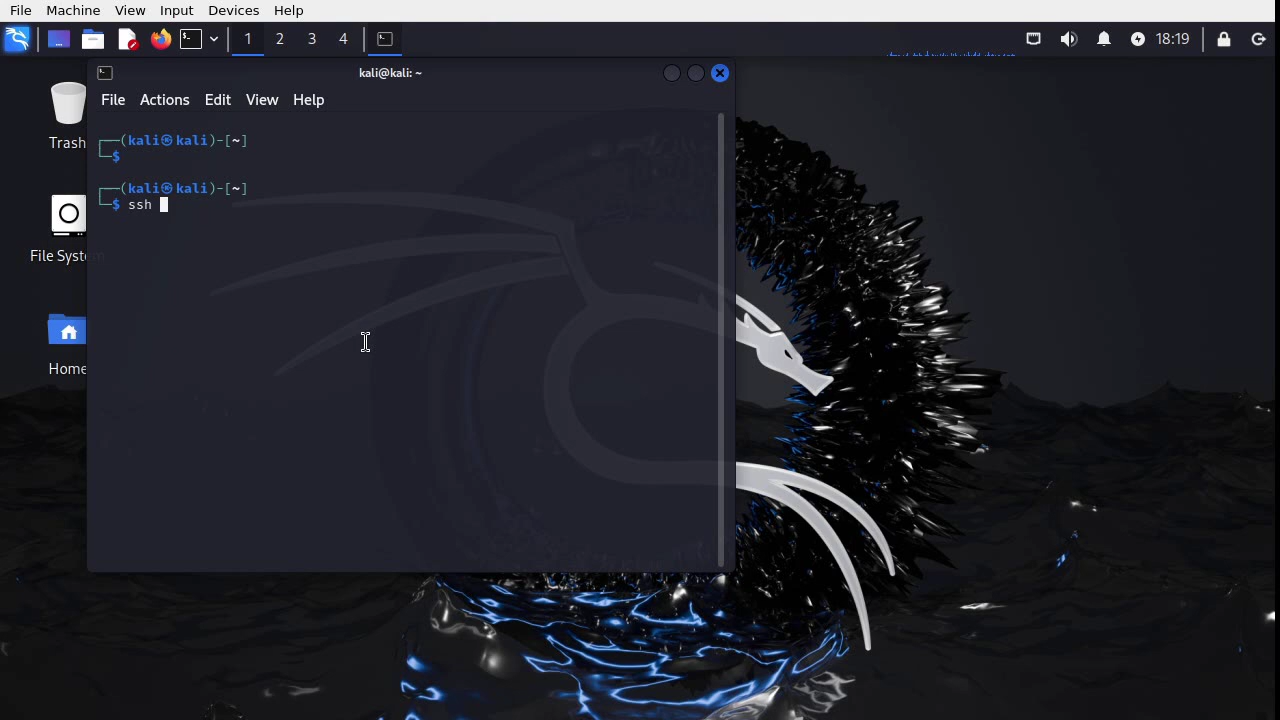 File Machine View Input Devices Help
1 2 3 4 18:19
kali@kali: ~
File Actions Edit View Help
Trash
┌──(kali㉿kali)-[~]
└─$
┌──(kali㉿kali)-[~]
└─$ ssh
File System
Home